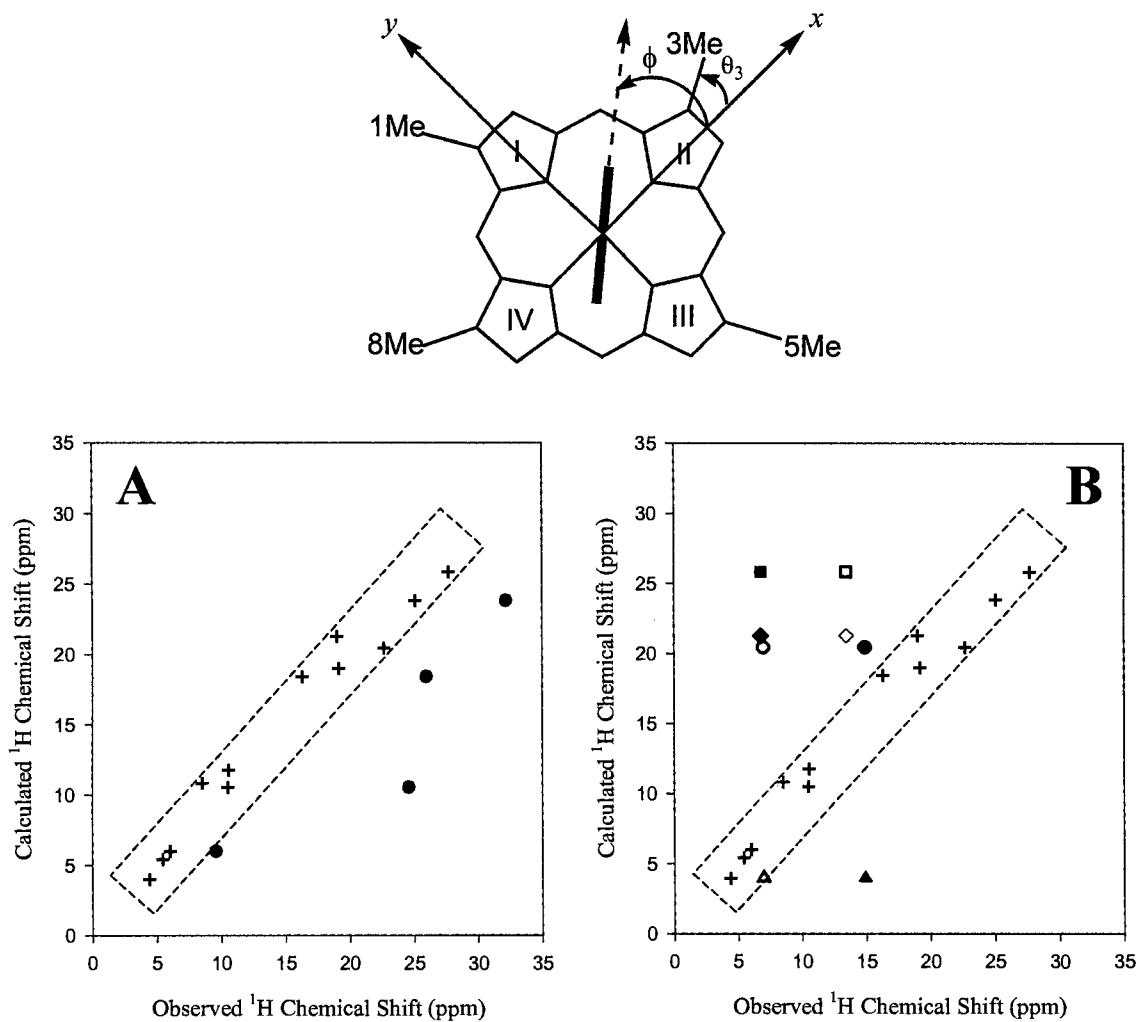 y
x
3Me
ϕ
θ3
1Me
I
II
IV
III
8Me
5Me
A
B
35
30
25
20
15
10
5
0
Calculated ¹H Chemical Shift (ppm)
0 5 10 15 20 25 30 35
Observed ¹H Chemical Shift (ppm)
35
30
25
20
15
10
5
0
Calculated ¹H Chemical Shift (ppm)
0 5 10 15 20 25 30 35
Observed ¹H Chemical Shift (ppm)